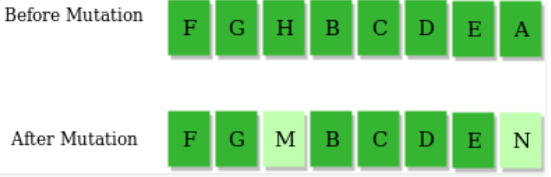 Before Mutation F G H B C D E A
After Mutation F G M B C D E N